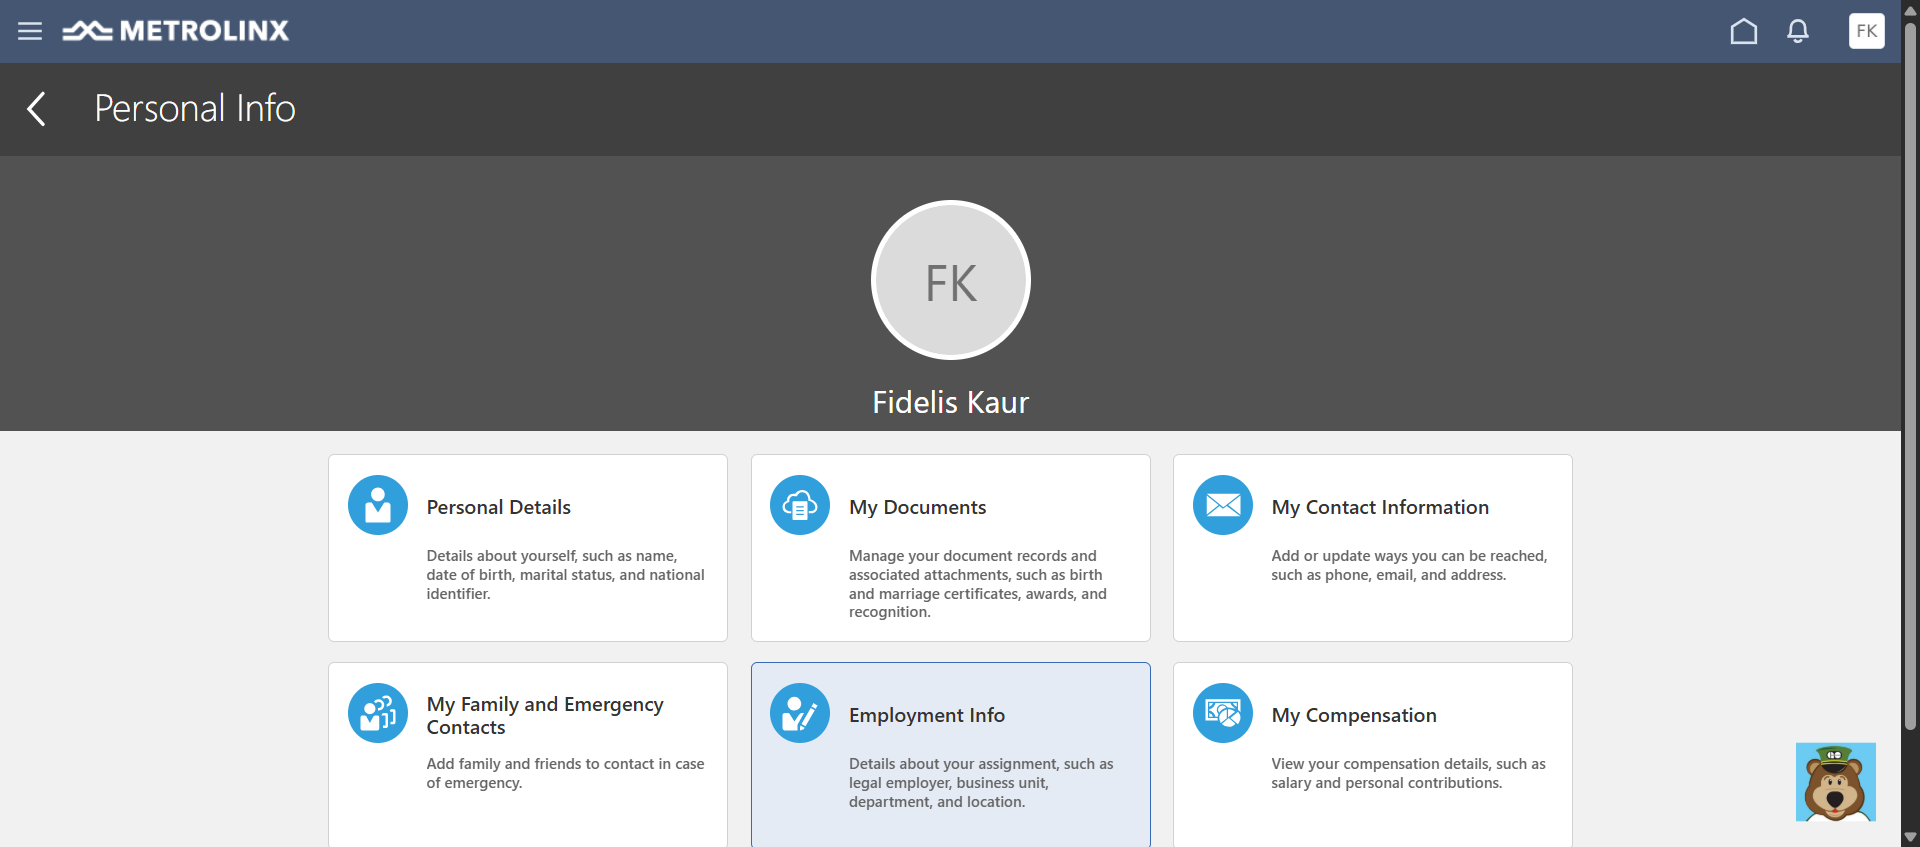 METROLINX
FK
Personal Info
FK
Fidelis Kaur
Personal Details
Details about yourself, such as name,
date of birth, marital status, and national
identifier.
My Documents
Manage your document records and
associated attachments, such as birth
and marriage certificates, awards, and
recognition.
My Contact Information
Add or update ways you can be reached,
such as phone, email, and address.
My Family and Emergency
Contacts
Add family and friends to contact in case
of emergency.
Employment Info
Details about your assignment, such as
legal employer, business unit,
department, and location.
My Compensation
View your compensation details, such as
salary and personal contributions.